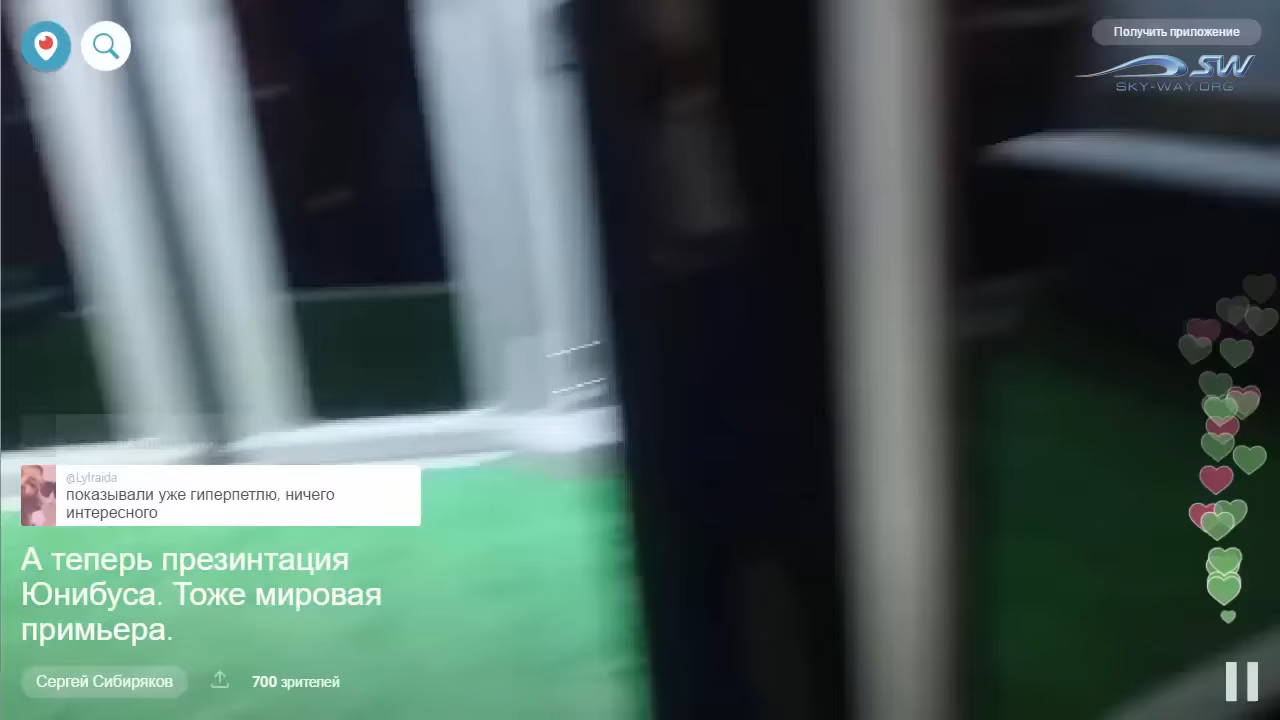 Получить приложение
SW
SKY-WAY.ORG
@Lylraida
показывали уже гиперпетлю, ничего
интересного
А теперь презинтация
Юнибуса. Тоже мировая
примьера.
Сергей Сибиряков
700 зрителей